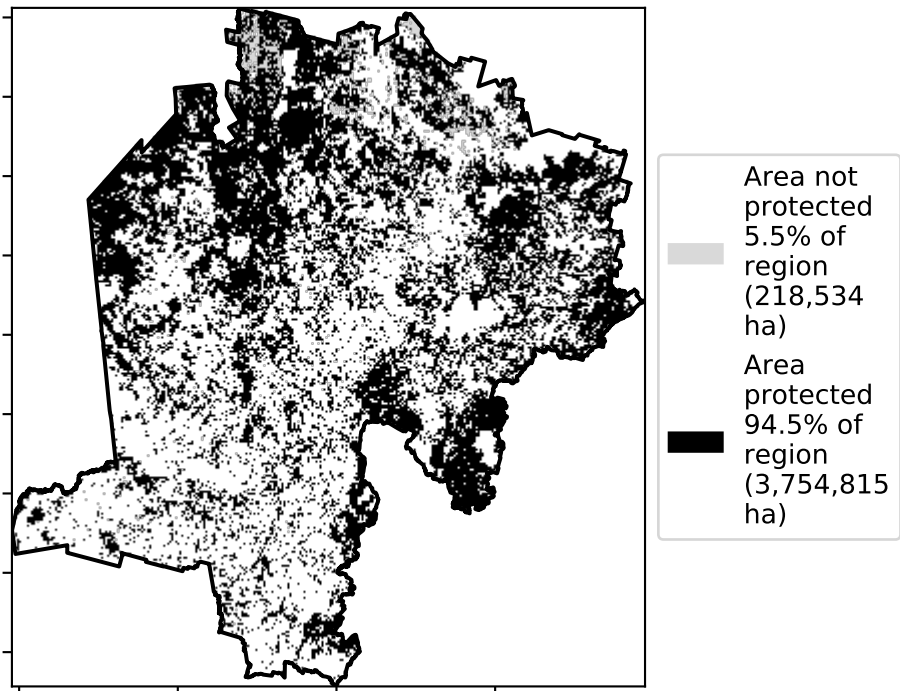 Area not
protected
5.5% of
region
(218,534
ha)
Area
protected
94.5% of
region
(3,754,815
ha)